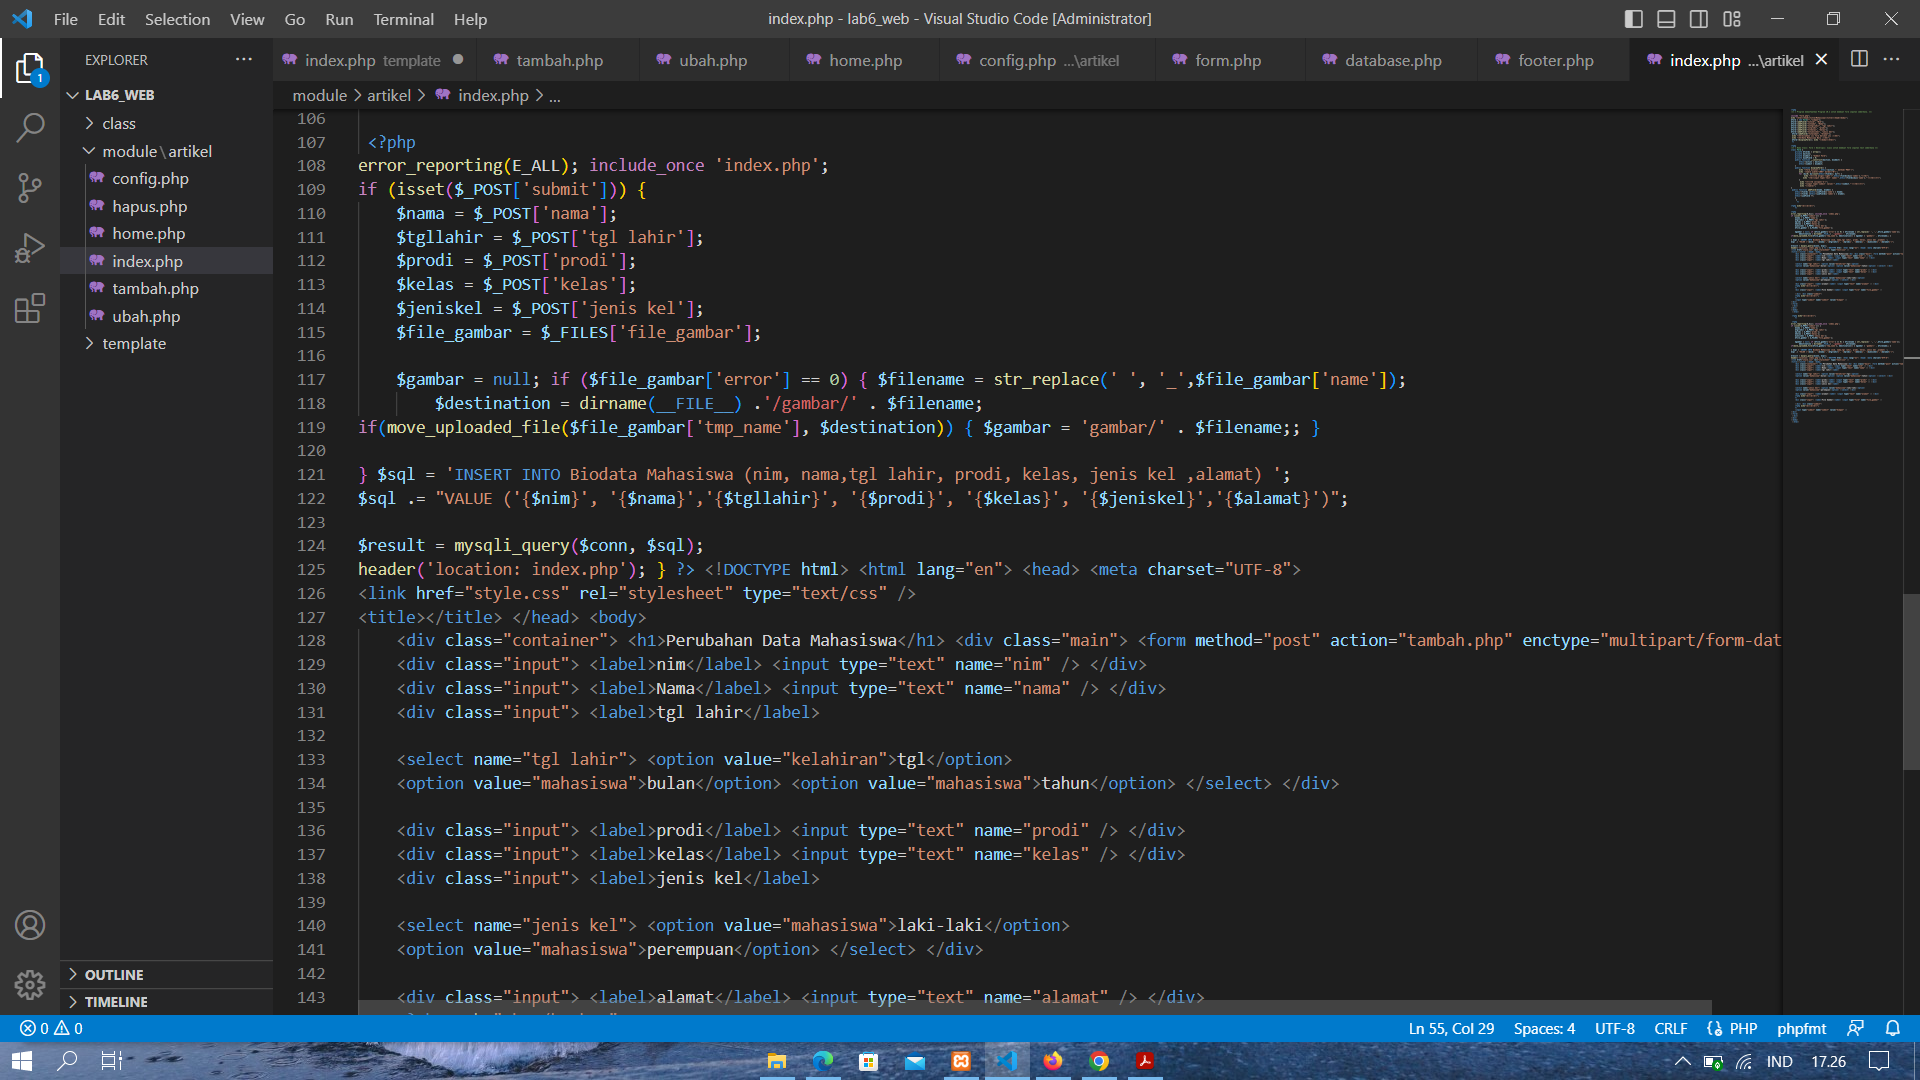 File Edit Selection View Go Run Terminal Help
index.php - lab6_web - Visual Studio Code [Administrator]
EXPLORER
index.php template
tambah.php
ubah.php
home.php
config.php ...\artikel
form.php
database.php
footer.php
index.php ...\artikel
module > artikel > index.php > ...
LAB6_WEB
class
module\artikel
config.php
hapus.php
home.php
index.php
tambah.php
ubah.php
template
OUTLINE
TIMELINE
106
107 <?php
108 error_reporting(E_ALL); include_once 'index.php';
109 if (isset($_POST['submit'])) {
110 $nama = $_POST['nama'];
111 $tgllahir = $_POST['tgl lahir'];
112 $prodi = $_POST['prodi'];
113 $kelas = $_POST['kelas'];
114 $jeniskel = $_POST['jenis kel'];
115 $file_gambar = $_FILES['file_gambar'];
116
117 $gambar = null; if ($file_gambar['error'] == 0) { $filename = str_replace(' ', '_',$file_gambar['name']);
118 $destination = dirname(__FILE__) .'/gambar/' . $filename;
119 if(move_uploaded_file($file_gambar['tmp_name'], $destination)) { $gambar = 'gambar/' . $filename;; }
120
121 } $sql = 'INSERT INTO Biodata Mahasiswa (nim, nama,tgl lahir, prodi, kelas, jenis kel ,alamat) ';
122 $sql .= "VALUE ('{$nim}', '{$nama}','{$tgllahir}', '{$prodi}', '{$kelas}', '{$jeniskel}','{$alamat}')";
123
124 $result = mysqli_query($conn, $sql);
125 header('location: index.php'); } ?> <!DOCTYPE html> <html lang="en"> <head> <meta charset="UTF-8">
126 <link href="style.css" rel="stylesheet" type="text/css" />
127 <title></title> </head> <body>
128 <div class="container"> <h1>Perubahan Data Mahasiswa</h1> <div class="main"> <form method="post" action="tambah.php" enctype="multipart/form-dat
129 <div class="input"> <label>nim</label> <input type="text" name="nim" /> </div>
130 <div class="input"> <label>Nama</label> <input type="text" name="nama" /> </div>
131 <div class="input"> <label>tgl lahir</label>
132
133 <select name="tgl lahir"> <option value="kelahiran">tgl</option>
134 <option value="mahasiswa">bulan</option> <option value="mahasiswa">tahun</option> </select> </div>
135
136 <div class="input"> <label>prodi</label> <input type="text" name="prodi" /> </div>
137 <div class="input"> <label>kelas</label> <input type="text" name="kelas" /> </div>
138 <div class="input"> <label>jenis kel</label>
139
140 <select name="jenis kel"> <option value="mahasiswa">laki-laki</option>
141 <option value="mahasiswa">perempuan</option> </select> </div>
142
143 <div class="input"> <label>alamat</label> <input type="text" name="alamat" /> </div>
0 0
Ln 55, Col 29 Spaces: 4 UTF-8 CRLF PHP phpfmt
IND 17.26
1